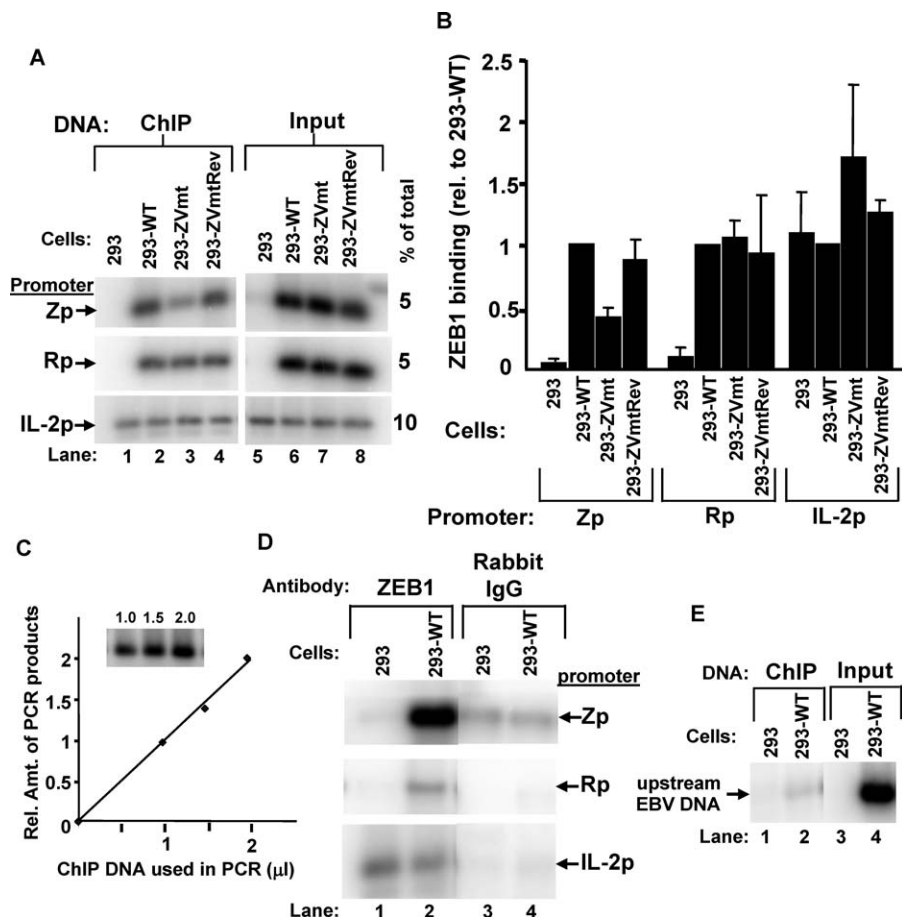 A
DNA: ChIP Input
Cells: 293 293-WT 293-ZVmt 293-ZVmtRev 293 293-WT 293-ZVmt 293-ZVmtRev % of total
Promoter
Zp 5
Rp 5
IL-2p 10
Lane: 1 2 3 4 5 6 7 8
B
ZEB1 binding (rel. to 293-WT)
2.5
2
1.5
1
0.5
0
Cells: 293 293-WT 293-ZVmt 293-ZVmtRev 293 293-WT 293-ZVmt 293-ZVmtRev 293 293-WT 293-ZVmt 293-ZVmtRev
Promoter: Zp Rp IL-2p
C
Rel. Amt. of PCR products
1.0 1.5 2.0
2
1.5
1
0.5
0
1 2
ChIP DNA used in PCR (μl)
D
Antibody: ZEB1 Rabbit IgG
Cells: 293 293-WT 293 293-WT
promoter
Zp
Rp
IL-2p
Lane: 1 2 3 4
E
DNA: ChIP Input
Cells: 293 293-WT 293 293-WT
upstream
EBV DNA
Lane: 1 2 3 4